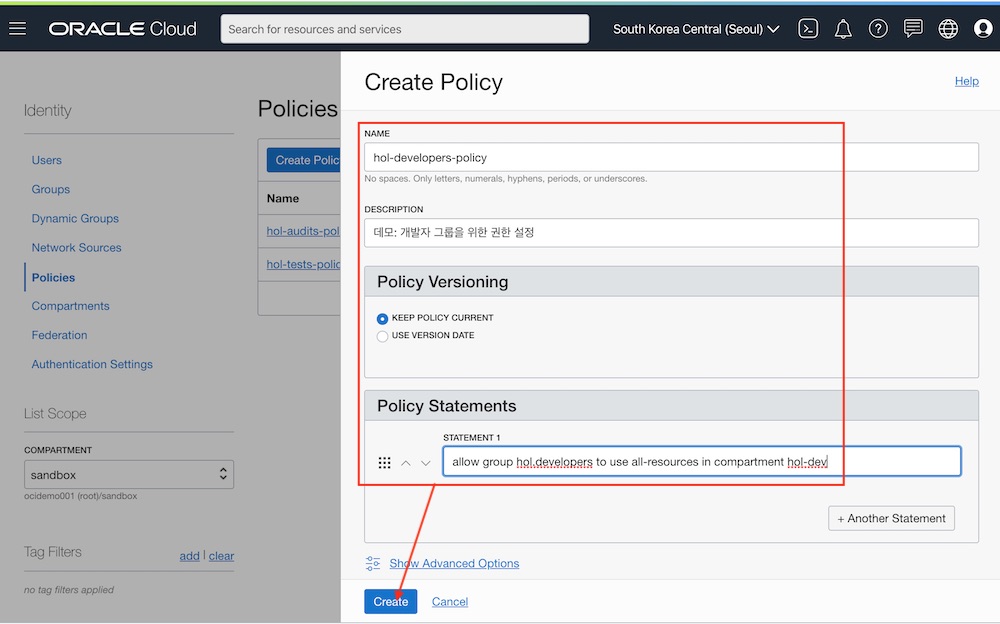 ORACLE Cloud
Search for resources and services
South Korea Central (Seoul)
Identity
Users
Groups
Dynamic Groups
Network Sources
Policies
Compartments
Federation
Authentication Settings
List Scope
COMPARTMENT
sandbox
ocidemo001 (root)/sandbox
Tag Filters
add | clear
no tag filters applied
Policies
Create Polic
Name
hol-audits-pol
hol-tests-polic
Create Policy
Help
NAME
hol-developers-policy
No spaces. Only letters, numerals, hyphens, periods, or underscores.
DESCRIPTION
데모: 개발자 그룹을 위한 권한 설정
Policy Versioning
KEEP POLICY CURRENT
USE VERSION DATE
Policy Statements
STATEMENT 1
allow group hol.developers to use all-resources in compartment hol-dev
+ Another Statement
Show Advanced Options
Create
Cancel